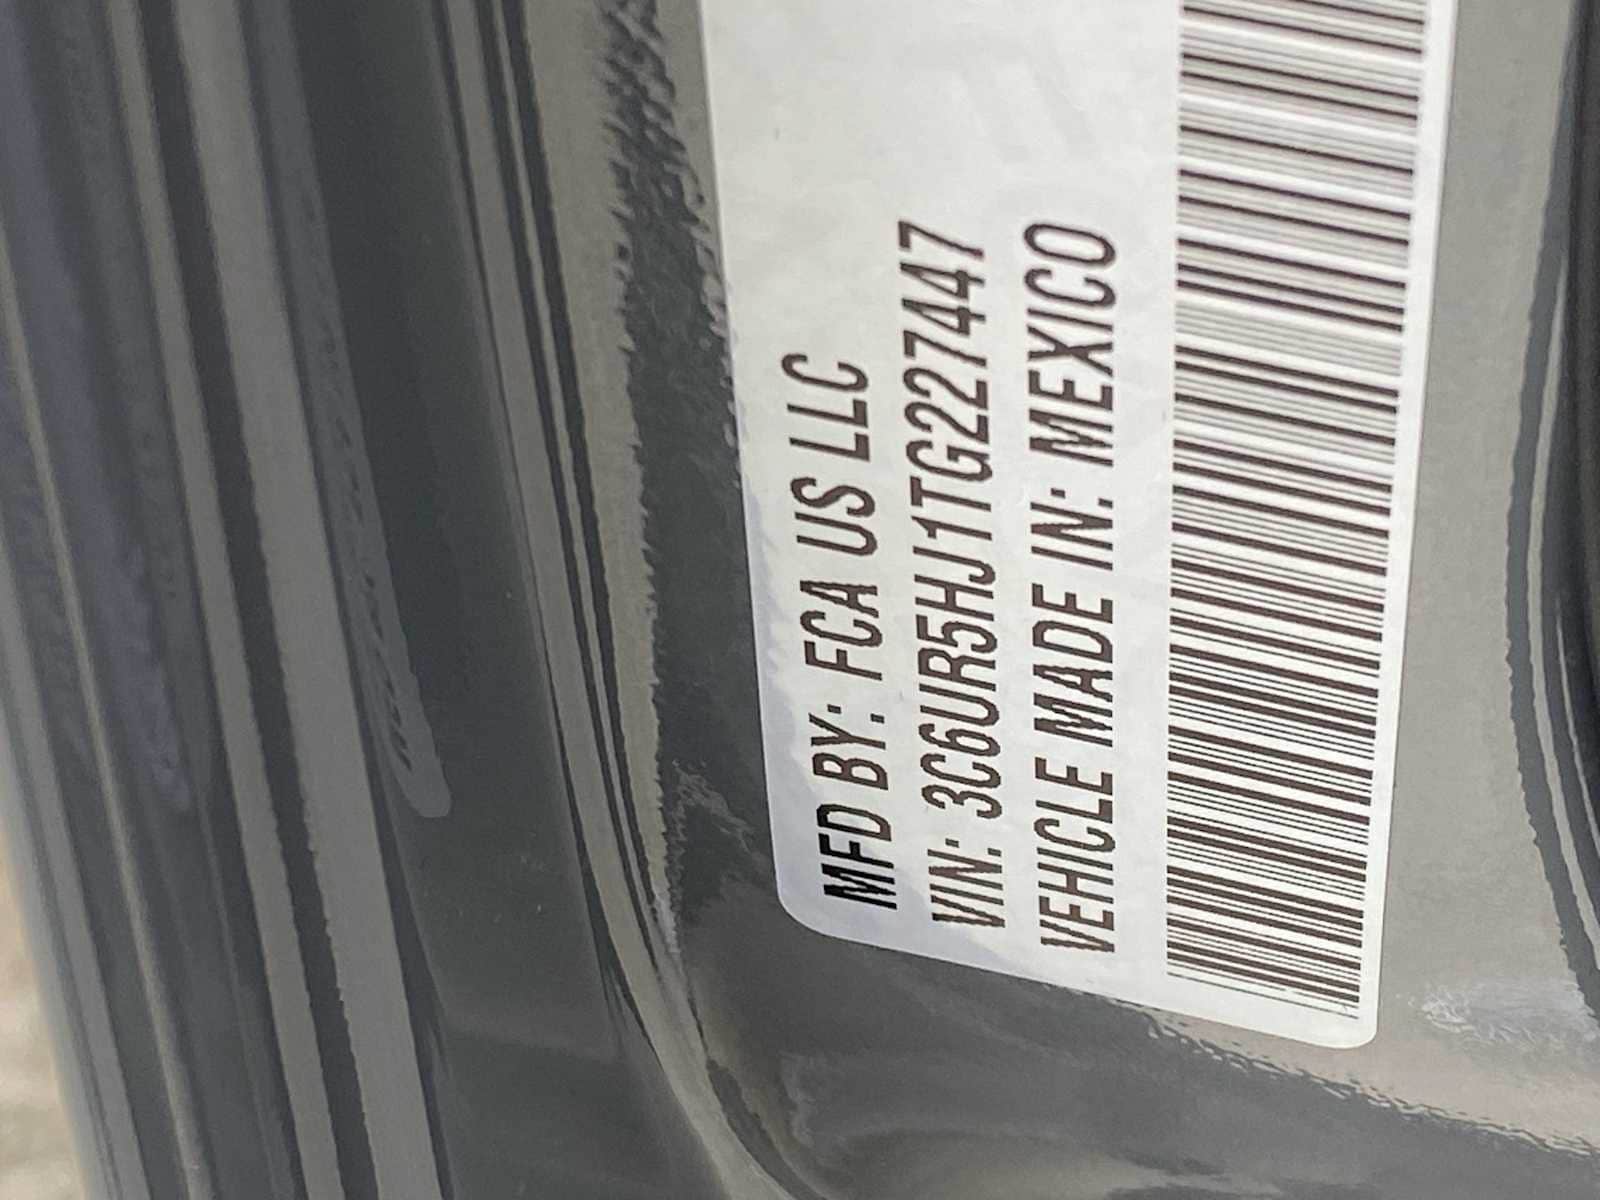 MFD BY: FCA US LLC
VIN: 3C6UR5HJ1TG227447
VEHICLE MADE IN: MEXICO